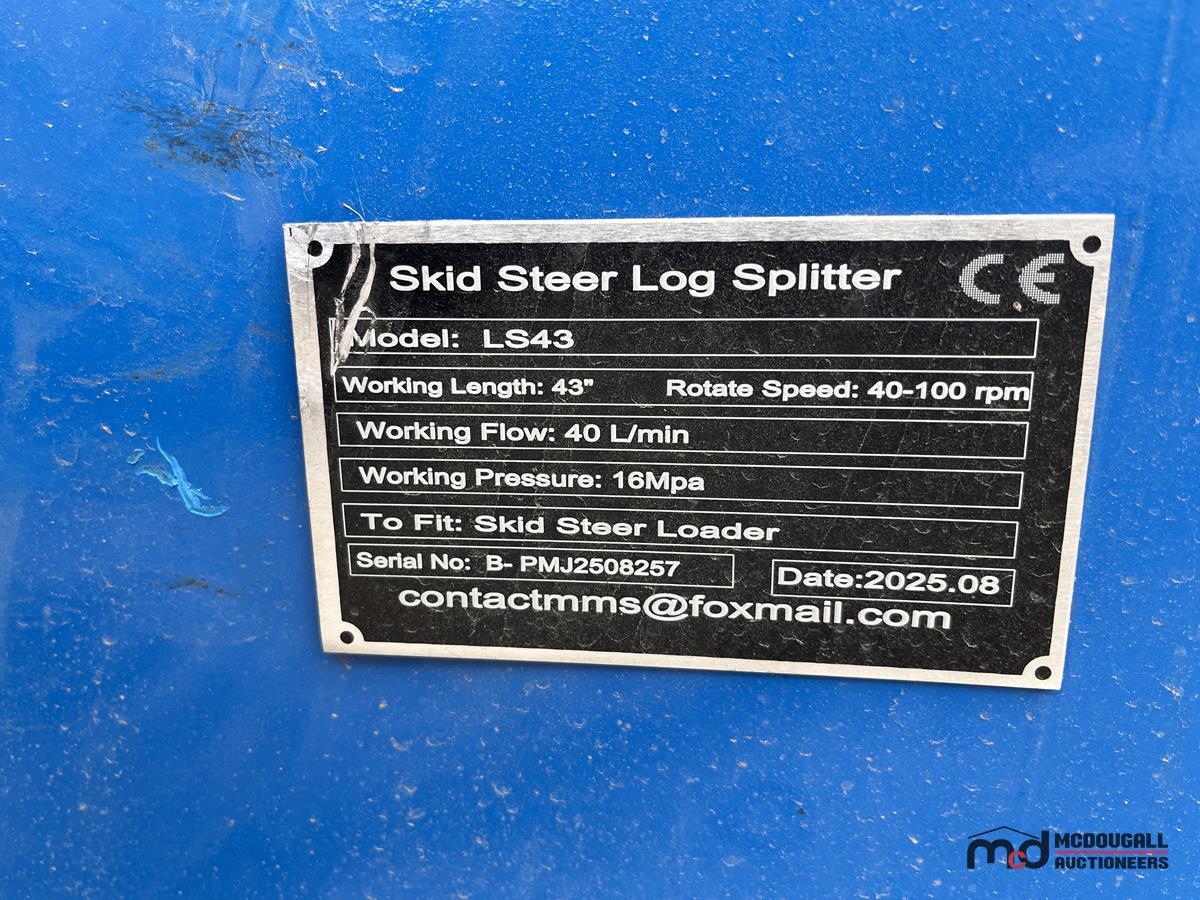 Skid Steer Log Splitter CE
Model: LS43
Working Length: 43" Rotate Speed: 40-100 rpm
Working Flow: 40 L/min
Working Pressure: 16Mpa
To Fit: Skid Steer Loader
Serial No: B- PMJ2508257 Date:2025.08
contactmms@foxmail.com
mcd MCDOUGALL
AUCTIONEERS